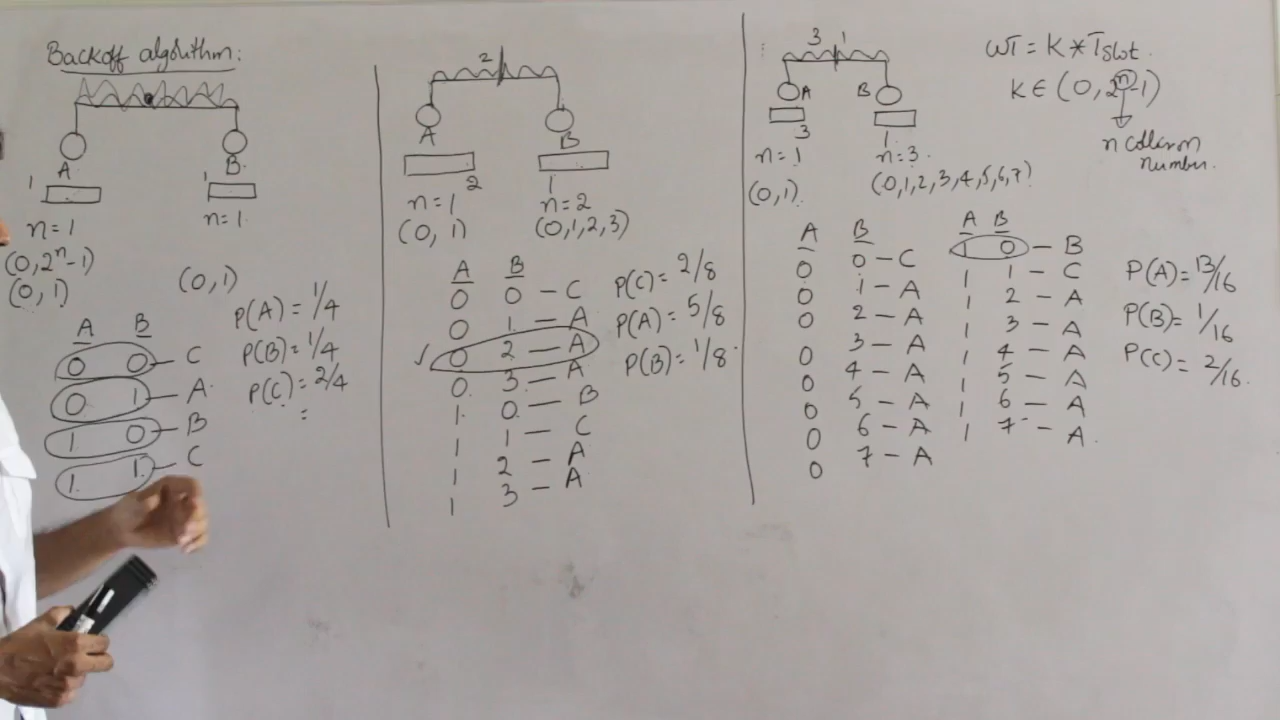 Backoff algorithm:
A
B
1
1
n=1
n=1
(0, 2^n-1)
(0, 1)
(0, 1)
A B
0 0 - C
0 1 - A
1 0 - B
1 1 - C
P(A) = 1/4
P(B) = 1/4
P(C) = 2/4
=
2
A
B
2
1
n=1
n=2
(0, 1)
(0,1,2,3)
A B
0 0 - C
0 1 - A
✓ 0 2 - A
0 3 - A
1 0 - B
1 1 - C
1 2 - A
1 3 - A
P(C) = 2/8
P(A) = 5/8
P(B) = 1/8
3 1
A
B
3
1
n=1
n=3
(0,1)
(0,1,2,3,4,5,6,7)
A B
0 0 - C
0 1 - A
0 2 - A
0 3 - A
0 4 - A
0 5 - A
0 6 - A
0 7 - A
A B
1 0 - B
1 1 - C
1 2 - A
1 3 - A
1 4 - A
1 5 - A
1 6 - A
1 7 - A
WT = K * Tslot.
K ∈ (0, 2^n-1)
n collision
number.
P(A) = 13/16
P(B) = 1/16
P(C) = 2/16.